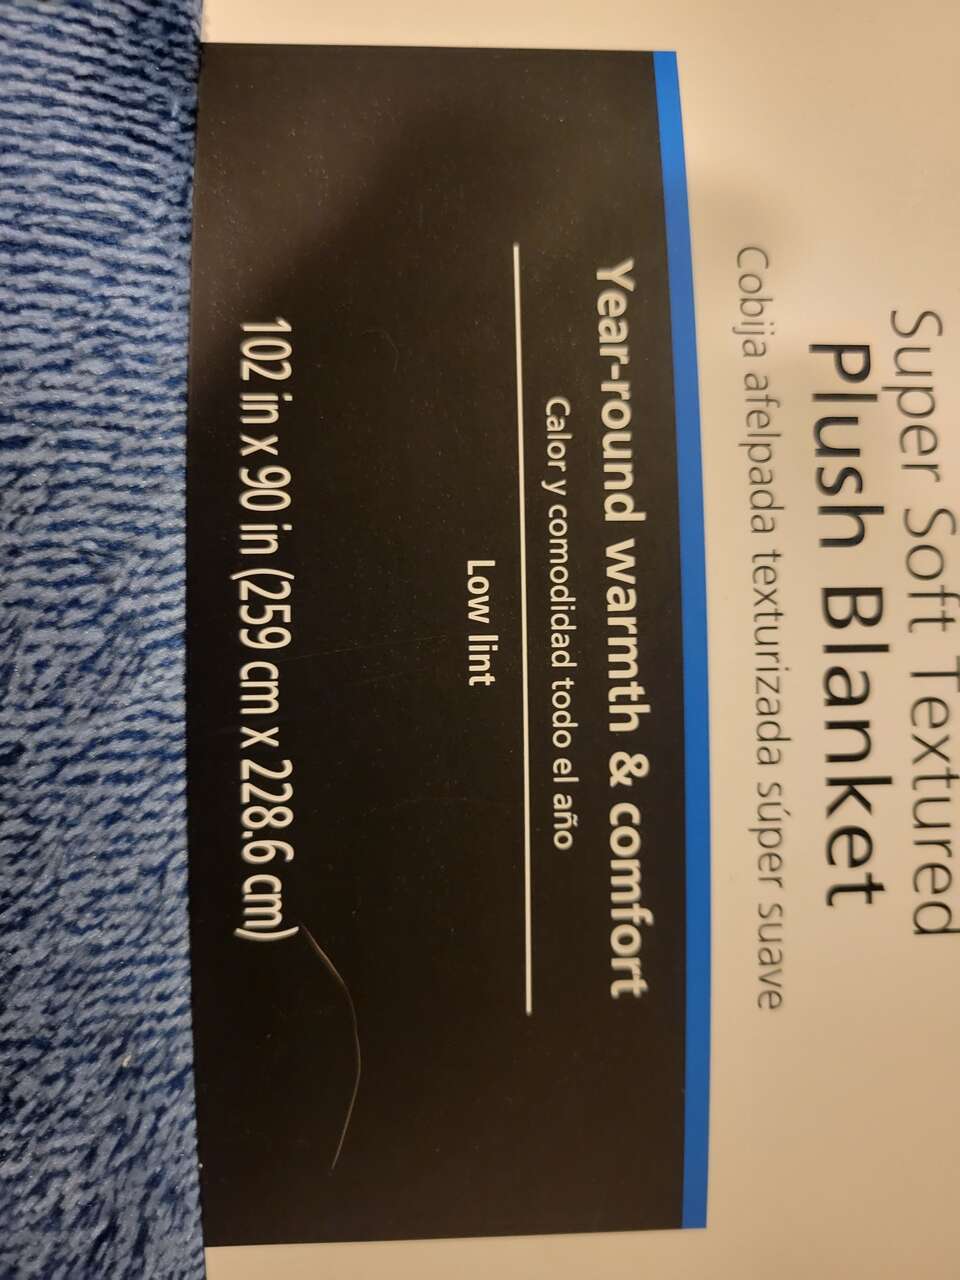 Super Soft Textured
Plush Blanket
Cobija afelpada texturizada súper suave
Year-round warmth & comfort
Calor y comodidad todo el año
Low lint
102 in x 90 in (259 cm x 228.6 cm)